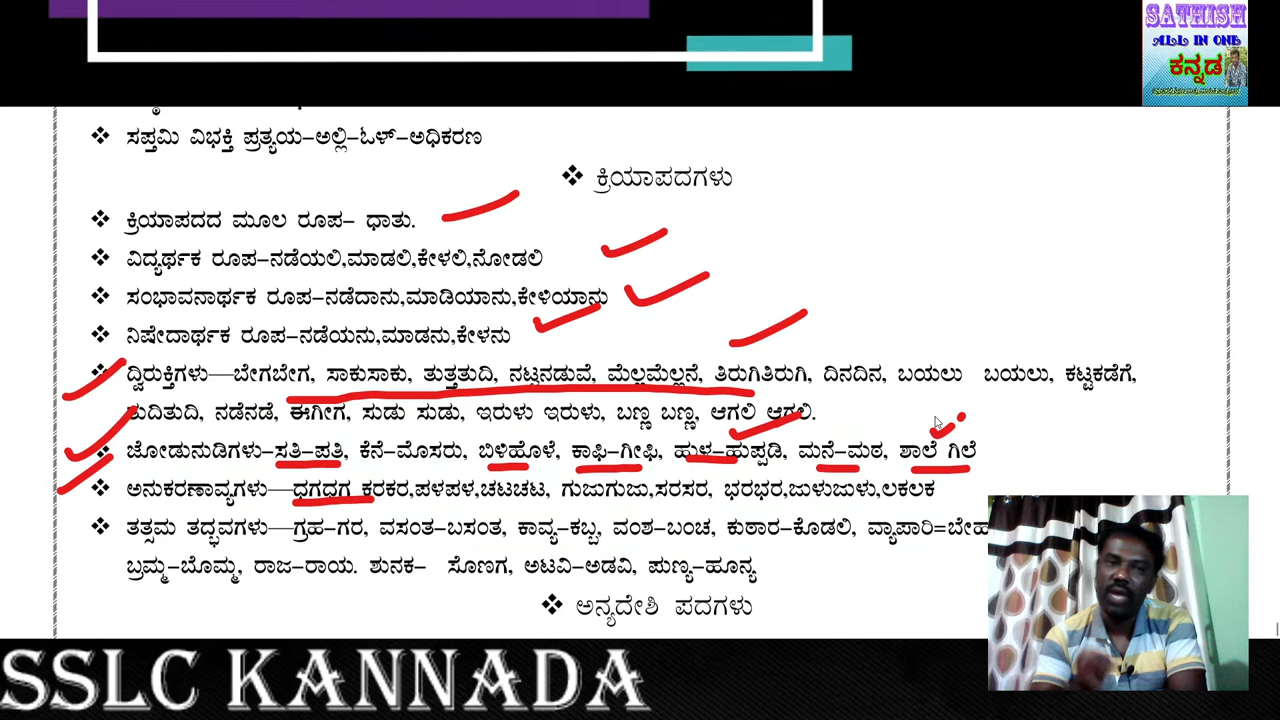 SATHISH
ALL IN ONE
ಕನ್ನಡ
❖ ಸಪ್ತಮಿ ವಿಭಕ್ತಿ ಪ್ರತ್ಯಯ–ಅಲ್ಲಿ–ಓಳ್–ಅಧಿಕರಣ
❖ ಕ್ರಿಯಾಪದಗಳು
❖ ಕ್ರಿಯಾಪದದ ಮೂಲ ರೂಪ– ಧಾತು.
❖ ವಿದ್ಯರ್ಥಕ ರೂಪ–ನಡೆಯಲಿ,ಮಾಡಲಿ,ಕೇಳಲಿ,ನೋಡಲಿ
❖ ಸಂಭಾವನಾರ್ಥಕ ರೂಪ–ನಡೆದಾನು,ಮಾಡಿಯಾನು,ಕೇಳಿಯಾನು
❖ ನಿಷೇದಾರ್ಥಕ ರೂಪ–ನಡೆಯನು,ಮಾಡನು,ಕೇಳನು
❖ ದ್ವಿರುಕ್ತಿಗಳು—ಬೇಗಬೇಗ, ಸಾಕುಸಾಕು, ತುತ್ತತುದಿ, ನಟ್ಟನಡುವೆ, ಮೆಲ್ಲಮೆಲ್ಲನೆ, ತಿರುಗಿತಿರುಗಿ, ದಿನದಿನ, ಬಯಲು ಬಯಲು, ಕಟ್ಟಕಡೆಗೆ,
ತುದಿತುದಿ, ನಡೆನಡೆ, ಈಗೀಗ, ಸುಡು ಸುಡು, ಇರುಳು ಇರುಳು, ಬಣ್ಣ ಬಣ್ಣ, ಆಗಲಿ ಆಗಲಿ.
❖ ಜೋಡುನುಡಿಗಳು–ಸತಿ–ಪತಿ, ಕೆನೆ–ಮೊಸರು, ಬಿಳಿಹೊಳೆ, ಕಾಫಿ–ಗೀಫಿ, ಹುಳ–ಹುಪ್ಪಡಿ, ಮನೆ–ಮಠ, ಶಾಲೆ ಗಿಲೆ
❖ ಅನುಕರಣಾವ್ಯಗಳು—ಧಗಧಗ ಕರಕರ,ಪಳಪಳ,ಚಟಚಟ, ಗುಜುಗುಜು,ಸರಸರ, ಭರಭರ,ಜುಳುಜುಳು,ಲಕಲಕ
❖ ತತ್ಸಮ ತದ್ಭವಗಳು—ಗ್ರಹ–ಗರ, ವಸಂತ–ಬಸಂತ, ಕಾವ್ಯ–ಕಬ್ಬ, ವಂಶ–ಬಂಚ, ಕುಠಾರ–ಕೊಡಲಿ, ವ್ಯಾಪಾರಿ=
ಬ್ರಮ್ಮ–ಬೊಮ್ಮ, ರಾಜ–ರಾಯ. ಶುನಕ– ಸೊಣಗ, ಅಟವಿ–ಅಡವಿ, ಪುಣ್ಯ–ಹೂನ್ಯ
❖ ಅನ್ಯದೇಶಿ ಪದಗಳು
SSLC KANNADA